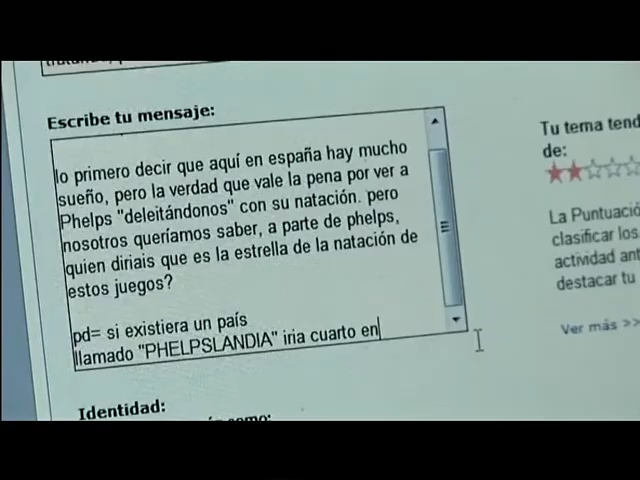 Escribe tu mensaje:
lo primero decir que aquí en españa hay mucho
sueño, pero la verdad que vale la pena por ver a
Phelps "deleitándonos" con su natación. pero
nosotros queríamos saber, a parte de phelps,
quien diriais que es la estrella de la natación de
estos juegos?
pd= si existiera un país
llamado "PHELPSLANDIA" iria cuarto en
Identidad:
Tu tema tend
de:
La Puntuació
clasificar los
actividad ant
destacar tu
Ver más >>